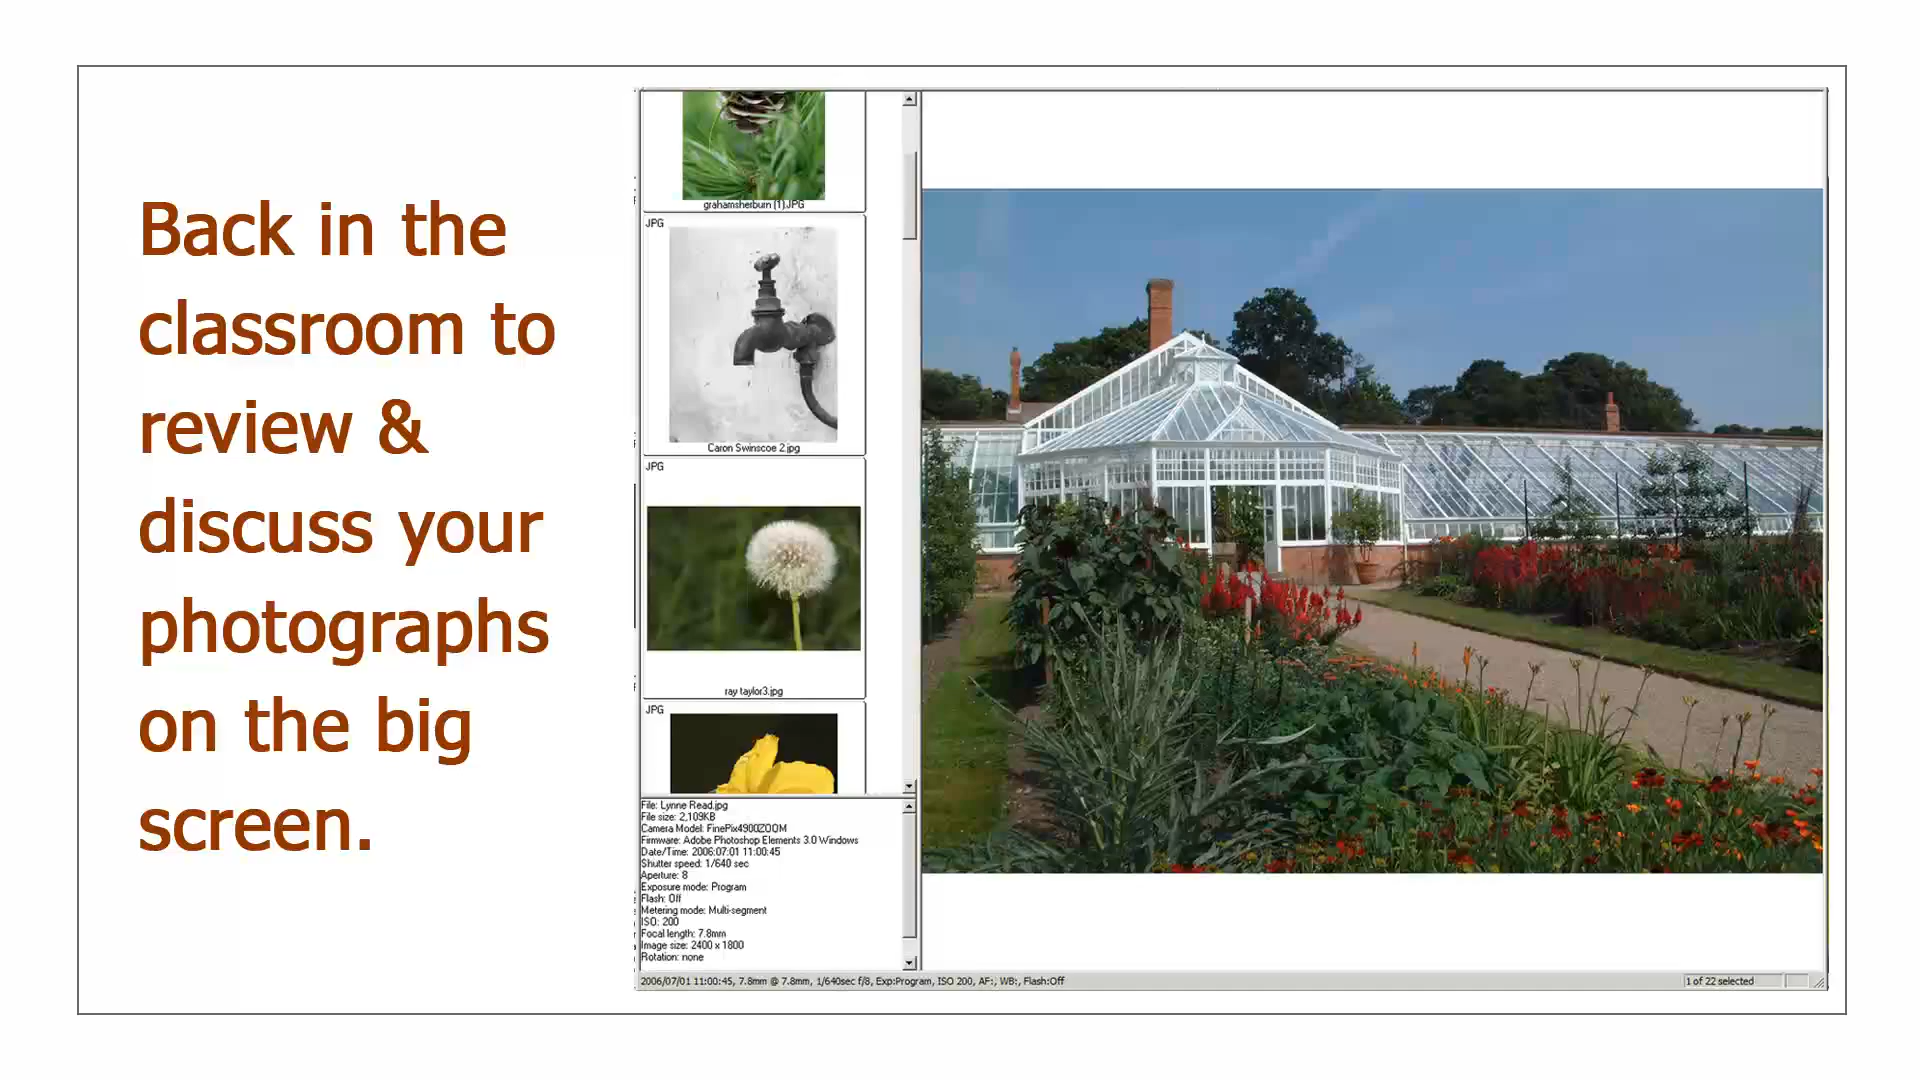 Back in the
classroom to
review &
discuss your
photographs
on the big
screen.
grahamsherburn (1).JPG
JPG
Caron Swinscoe 2.jpg
JPG
ray taylor3.jpg
JPG
File: Lynne Read.jpg
File size: 2,109KB
Camera Model: FinePix4900ZOOM
Firmware: Adobe Photoshop Elements 3.0 Windows
Date/Time: 2006:07:01 11:00:45
Shutter speed: 1/640 sec
Aperture: 8
Exposure mode: Program
Flash: Off
Metering mode: Multi-segment
ISO: 200
Focal length: 7.8mm
Image size: 2400 x 1800
Rotation: none
2006/07/01 11:00:45, 7.8mm @ 7.8mm, 1/640sec f/8, Exp:Program, ISO 200, AF:, WB:, Flash:Off
1 of 22 selected